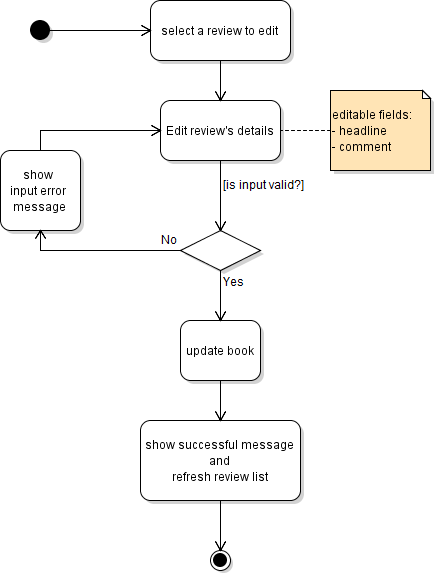 select a review to edit
Edit review's details
editable fields:
- headline
- comment
show
input error
message
[is input valid?]
No
Yes
update book
show successful message
and
refresh review list